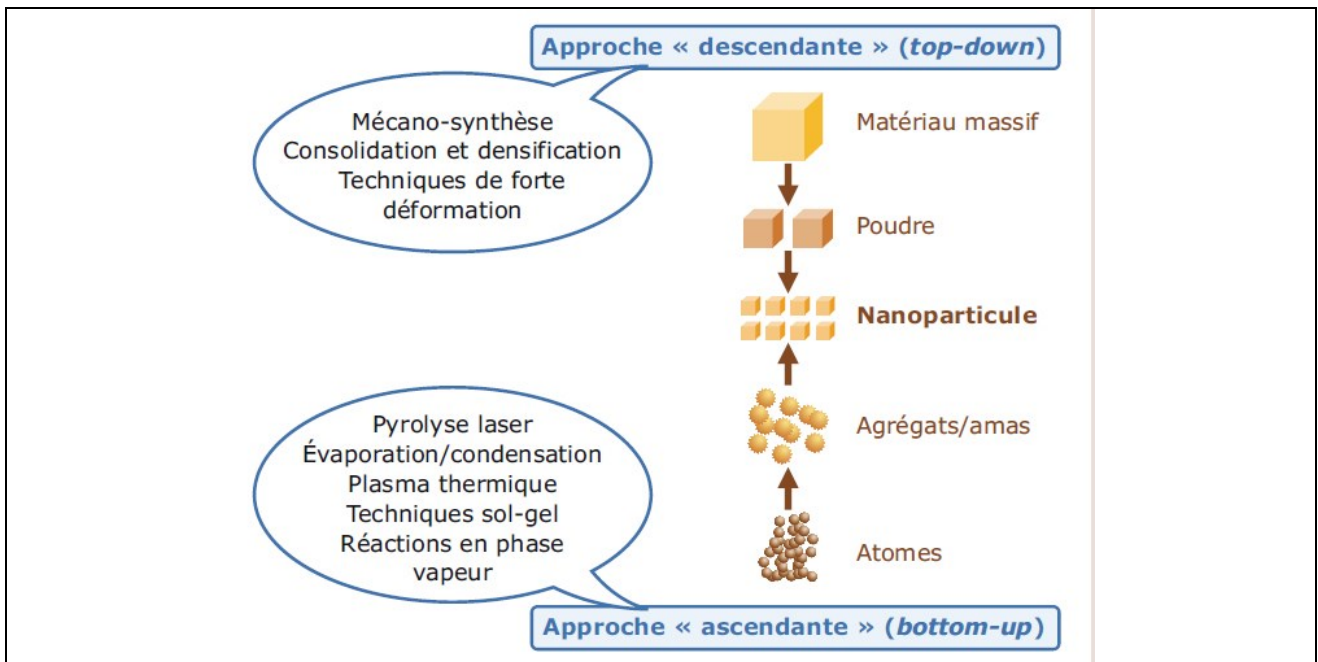 Approche « descendante » (top-down)
Mécano-synthèse
Consolidation et densification
Techniques de forte
déformation
Matériau massif
Poudre
Nanoparticule
Agrégats/amas
Atomes
Pyrolyse laser
Évaporation/condensation
Plasma thermique
Techniques sol-gel
Réactions en phase
vapeur
Approche « ascendante » (bottom-up)